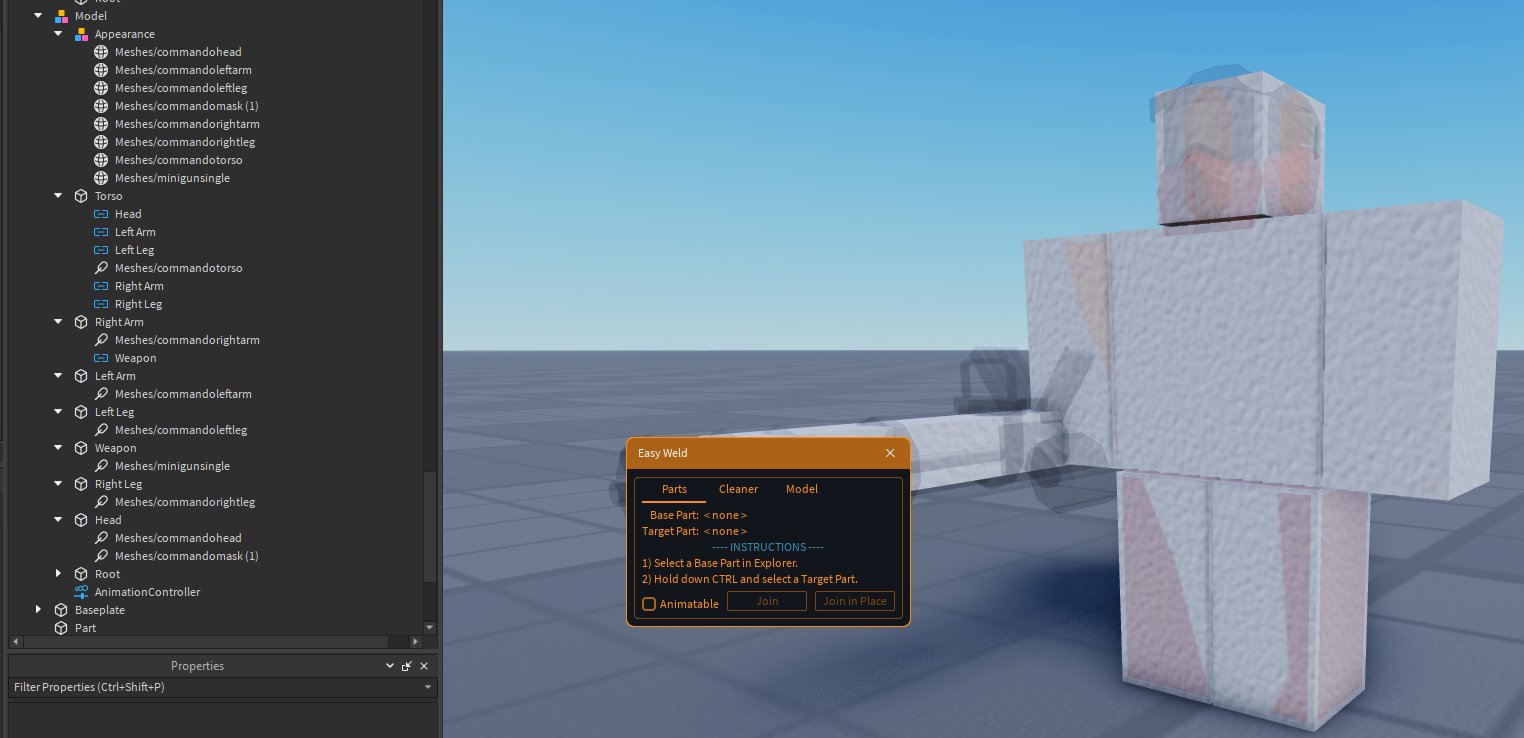 Model
Appearance
Meshes/commandohead
Meshes/commandoleftarm
Meshes/commandoleftleg
Meshes/commandomask (1)
Meshes/commandorightarm
Meshes/commandorightleg
Meshes/commandotorso
Meshes/minigunsingle
Torso
Head
Left Arm
Left Leg
Meshes/commandotorso
Right Arm
Right Leg
Right Arm
Meshes/commandorightarm
Weapon
Left Arm
Meshes/commandoleftarm
Left Leg
Meshes/commandoleftleg
Weapon
Meshes/minigunsingle
Right Leg
Meshes/commandorightleg
Head
Meshes/commandohead
Meshes/commandomask (1)
Root
AnimationController
Baseplate
Part
Properties
Filter Properties (Ctrl+Shift+P)
Easy Weld
Parts Cleaner Model
Base Part: < none >
Target Part: < none >
---- INSTRUCTIONS ----
1) Select a Base Part in Explorer.
2) Hold down CTRL and select a Target Part.
Animatable Join Join in Place